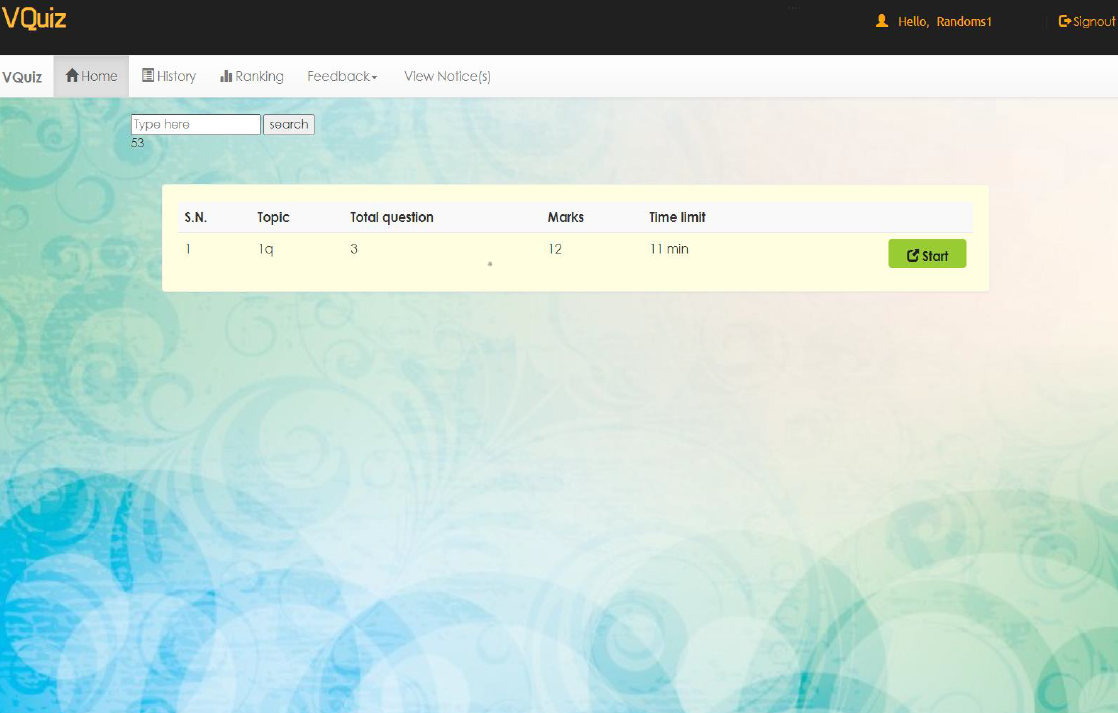 VQuiz
Hello, Randoms1
Signout
VQuiz Home History Ranking Feedback View Notice(s)
Type here search
53
S.N. Topic Total question Marks Time limit
1 1q 3 12 11 min Start